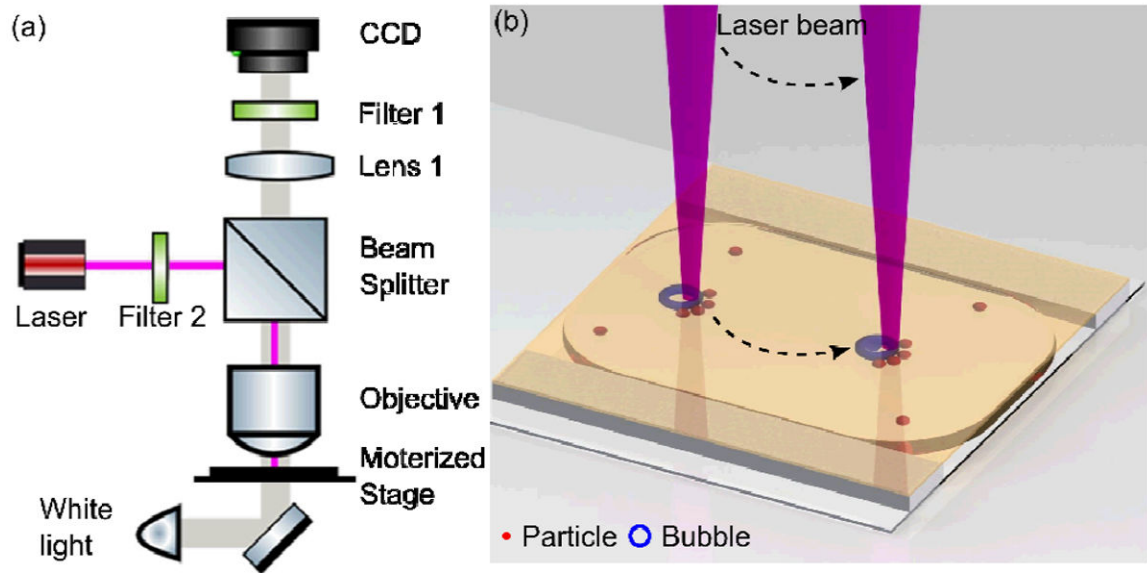 (a)
CCD
Filter 1
Lens 1
Beam
Splitter
Laser
Filter 2
Objective
Moterized
Stage
White
light
(b)
Laser beam
Particle
Bubble